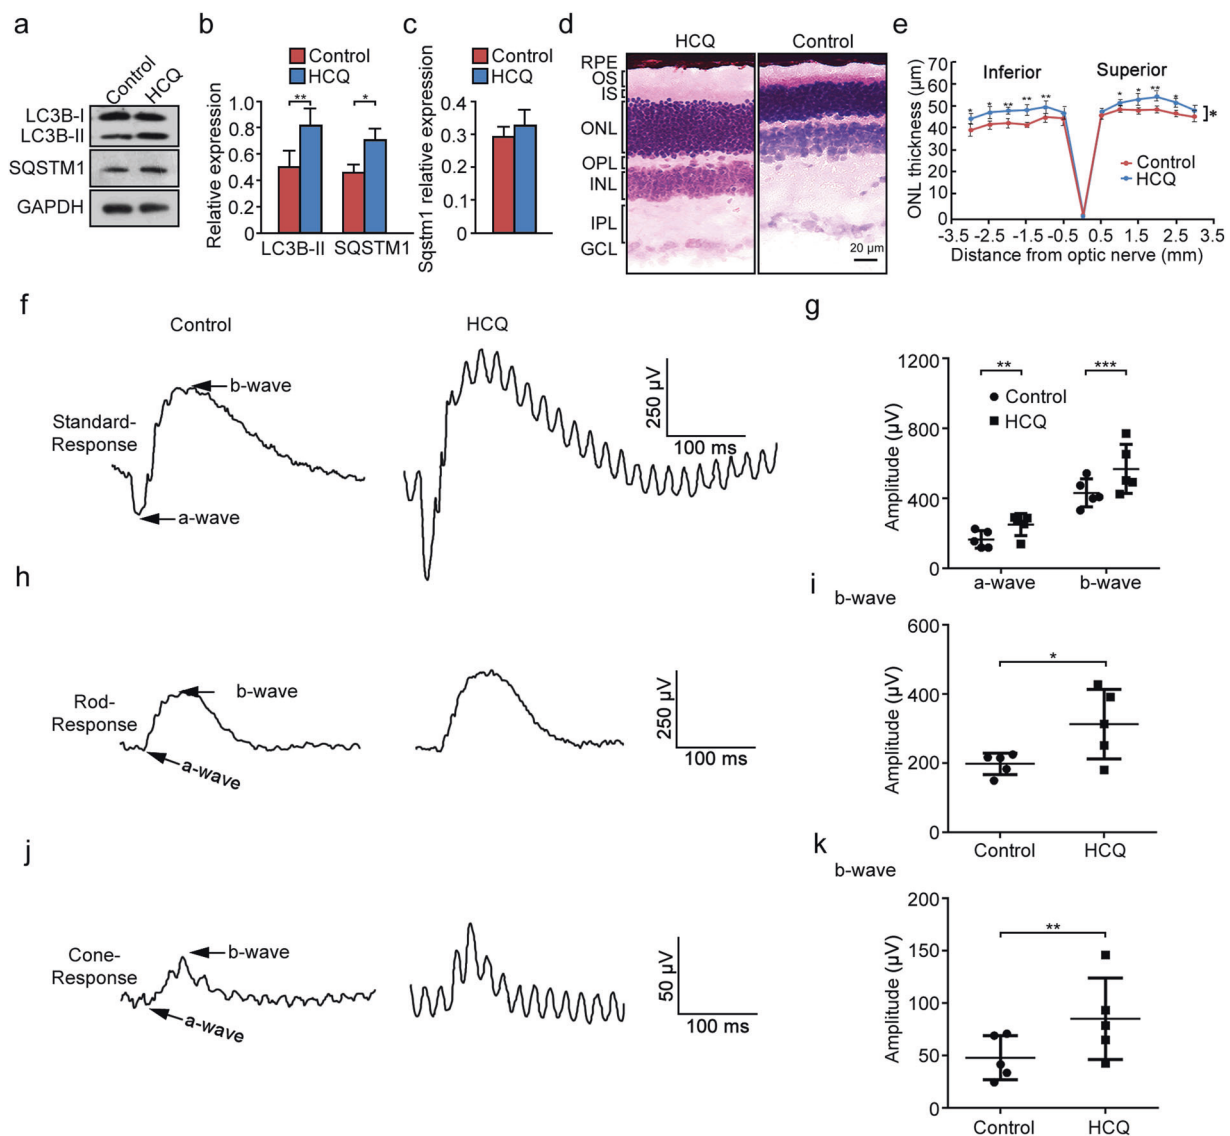 a
Control
HCQ
LC3B-I
LC3B-II
SQSTM1
GAPDH
b
Control
HCQ
Relative expression
1.0
0.8
0.6
0.4
0.2
0
**
*
LC3B-II
SQSTM1
c
Control
HCQ
Sqstm1 relative expression
0.4
0.3
0.2
0.1
0
d
HCQ
Control
RPE
OS
IS
ONL
OPL
INL
IPL
GCL
20 µm
e
ONL thickness (µm)
70
60
50
40
30
20
10
0
Inferior
Superior
* * ** ** **
* * ** *
*
Control
HCQ
-3.5 -2.5 -1.5 -0.5 0.5 1.5 2.5 3.5
Distance from optic nerve (mm)
f
Control
HCQ
Standard-
Response
b-wave
a-wave
250 µV
100 ms
g
Amplitude (µV)
1200
800
400
0
**
***
Control
HCQ
a-wave
b-wave
h
Rod-
Response
b-wave
a-wave
250 µV
100 ms
i
b-wave
Amplitude (µV)
600
400
200
0
*
Control
HCQ
j
Cone-
Response
b-wave
a-wave
50 µV
100 ms
k
b-wave
Amplitude (µV)
200
150
100
50
0
**
Control
HCQ